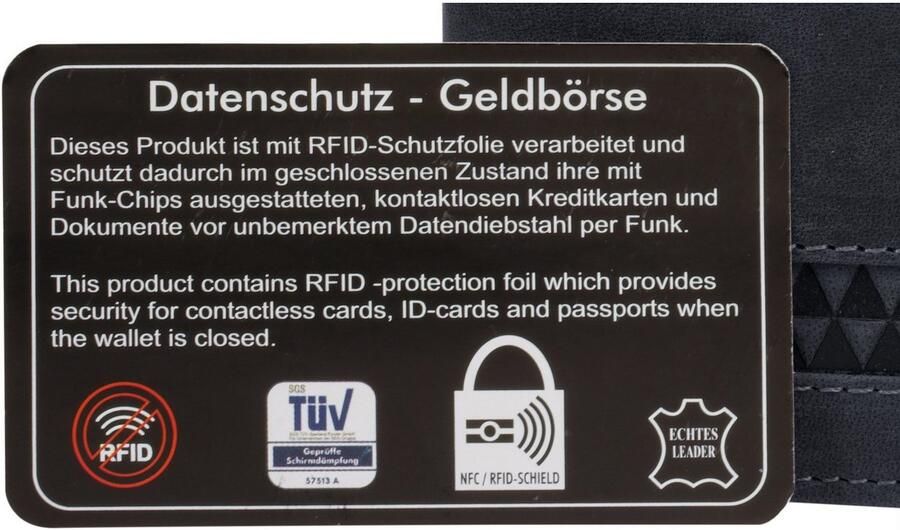 Datenschutz - Geldbörse
Dieses Produkt ist mit RFID-Schutzfolie verarbeitet und
schutzt dadurch im geschlossenen Zustand ihre mit
Funk-Chips ausgestatteten, kontaktlosen Kreditkarten und
Dokumente vor unbemerktem Datendiebstahl per Funk.
This product contains RFID -protection foil which provides
security for contactless cards, ID-cards and passports when
the wallet is closed.
RFID
SGS
TÜV
Geprüfte
Schirmdämpfung
57513 A
NFC / RFID-SHIELD
ECHTES
LEADER